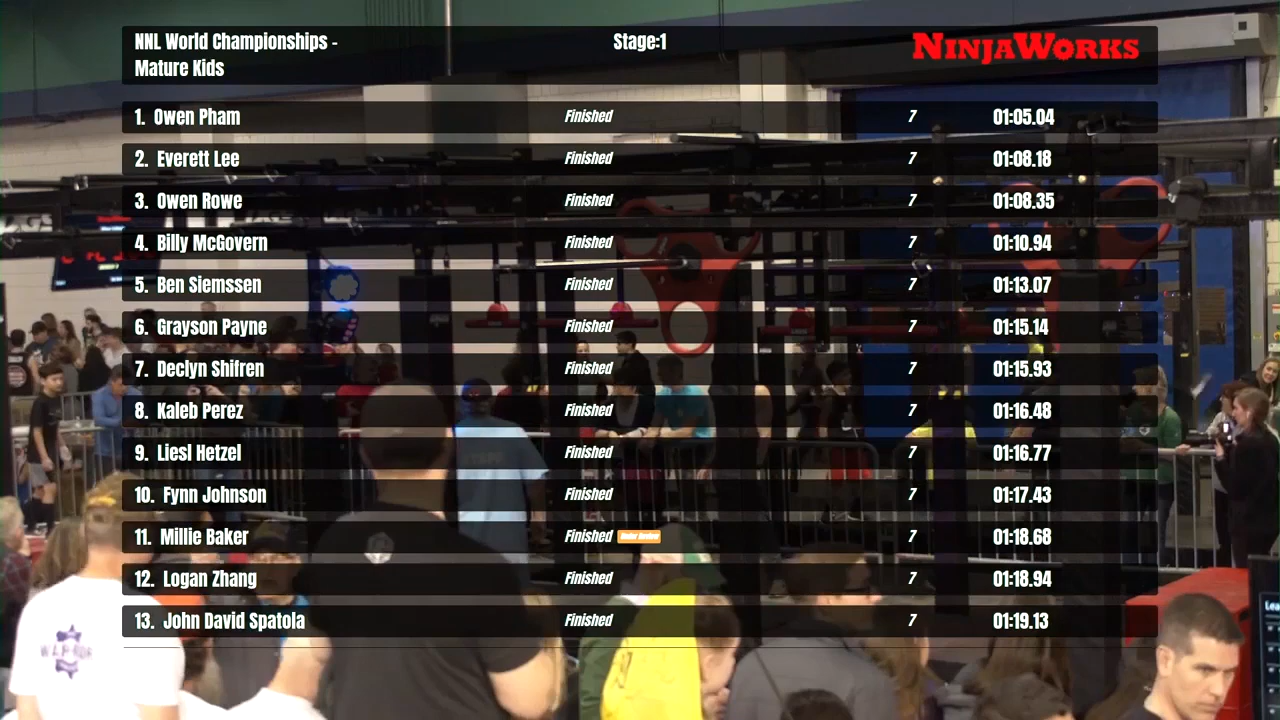 NNL World Championships -
Mature Kids
Stage:1
NINJAWORKS
1. Owen Pham Finished 7 01:05.04
2. Everett Lee Finished 7 01:08.18
3. Owen Rowe Finished 7 01:08.35
4. Billy McGovern Finished 7 01:10.94
5. Ben Siemssen Finished 7 01:13.07
6. Grayson Payne Finished 7 01:15.14
7. Declyn Shifren Finished 7 01:15.93
8. Kaleb Perez Finished 7 01:16.48
9. Liesl Hetzel Finished 7 01:16.77
10. Fynn Johnson Finished 7 01:17.43
11. Millie Baker Finished Under Review 7 01:18.68
12. Logan Zhang Finished 7 01:18.94
13. John David Spatola Finished 7 01:19.13